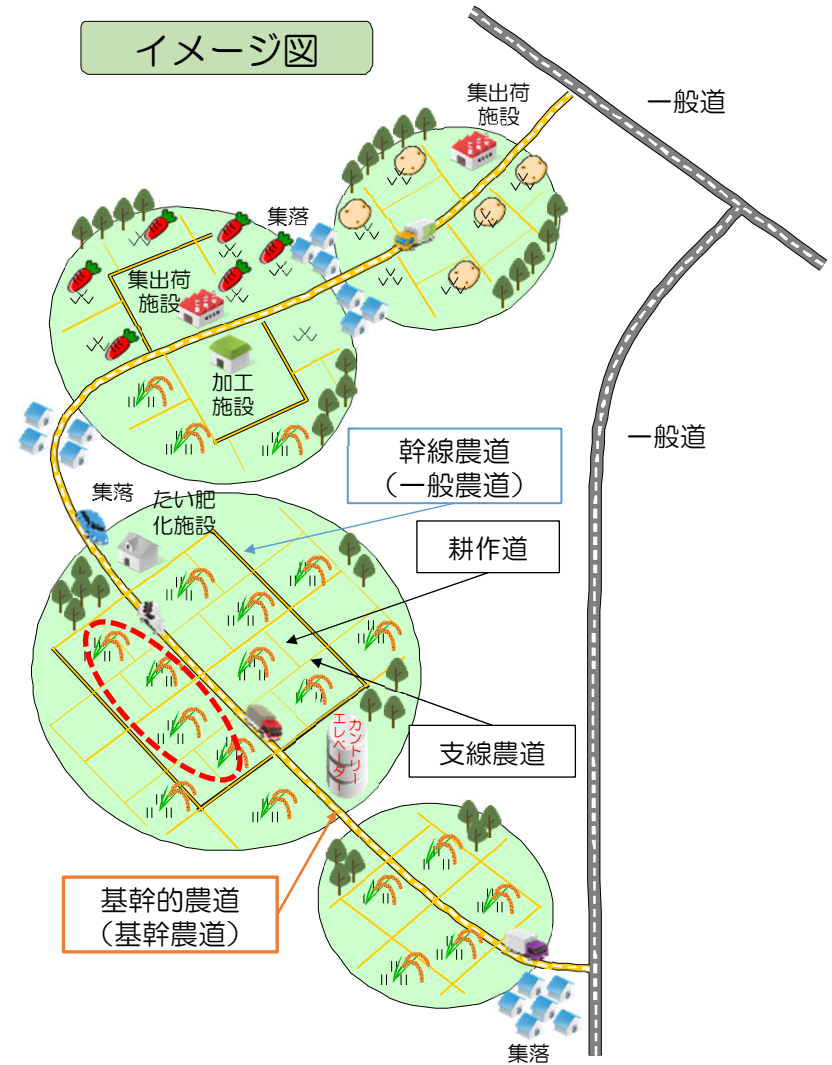 イメージ図
集出荷
施設
一般道
集落
集出荷
施設
加工
施設
一般道
幹線農道
（一般農道）
集落
たい肥
化施設
耕作道
カントリー
エレベーター
支線農道
基幹的農道
（基幹農道）
集落